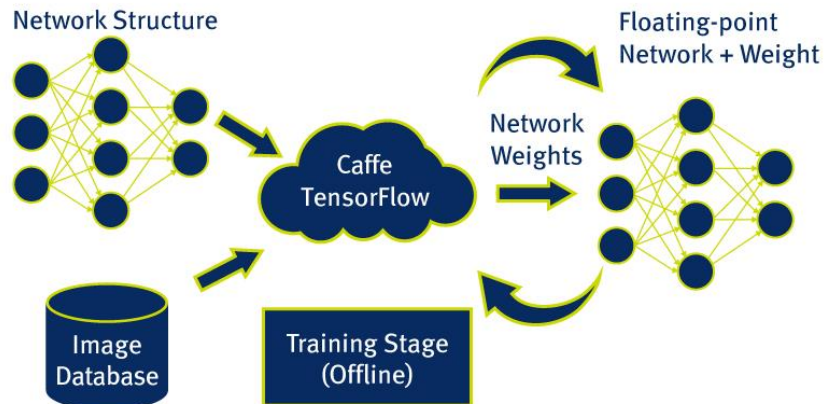 Network Structure
Floating-point
Network + Weight
Network
Weights
Caffe
TensorFlow
Image
Database
Training Stage
(Offline)